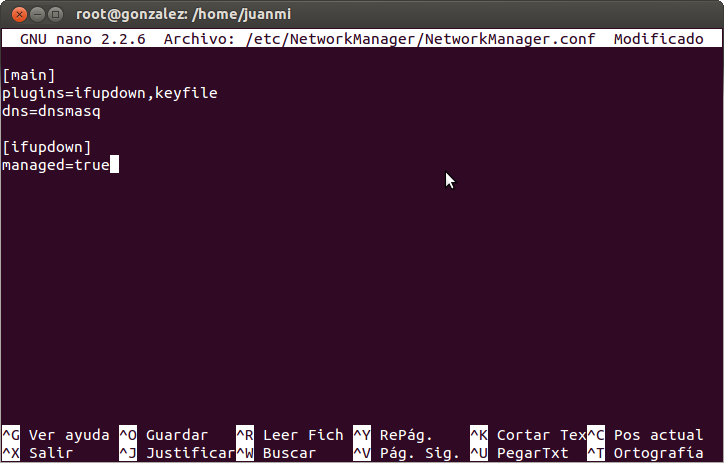 root@gonzalez: /home/juanmi
GNU nano 2.2.6 Archivo: /etc/NetworkManager/NetworkManager.conf Modificado
[main]
plugins=ifupdown,keyfile
dns=dnsmasq
[ifupdown]
managed=true
^G Ver ayuda ^O Guardar ^R Leer Fich ^Y RePág. ^K Cortar Tex ^C Pos actual
^X Salir ^J Justificar ^W Buscar ^V Pág. Sig. ^U PegarTxt ^T Ortografía